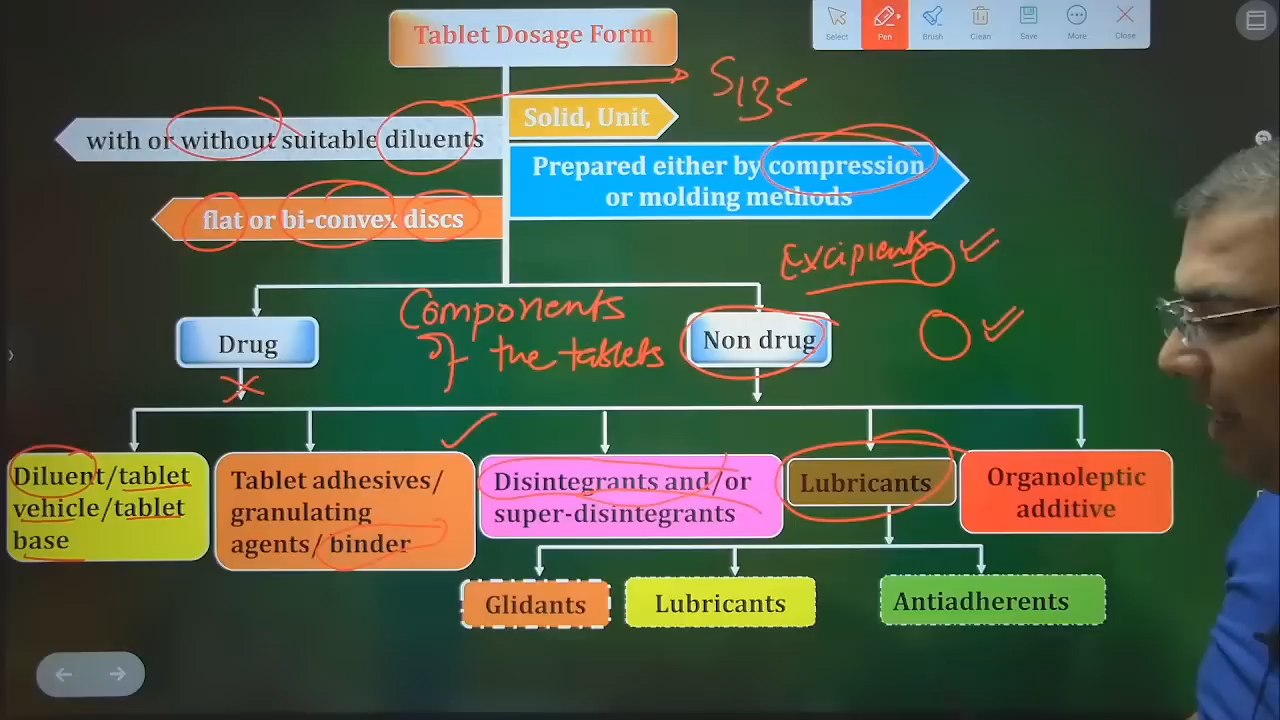 Tablet Dosage Form
Select
Pen
Brush
Clean
Save
More
Close
Size
Solid, Unit
with or without suitable diluents
Prepared either by compression
or molding methods
flat or bi-convex discs
Excipients
Components
of the tablets
Drug
Non drug
Diluent/tablet
vehicle/tablet
base
Tablet adhesives/
granulating
agents/binder
Disintegrants and/or
super-disintegrants
Lubricants
Organoleptic
additive
Glidants
Lubricants
Antiadherents